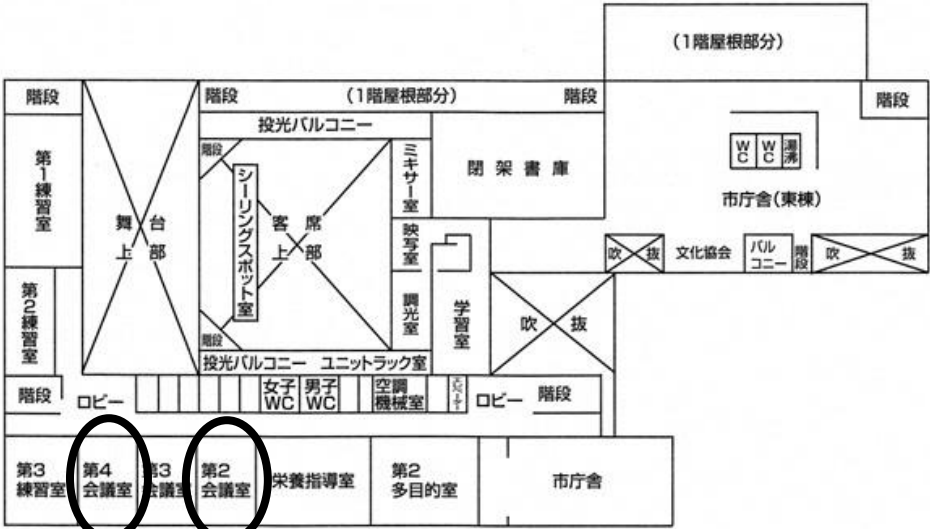 (1階屋根部分)
階段
階段
(1階屋根部分)
階段
階段
投光バルコニー
第1練習室
舞台
上部
階段
シーリングスポット室
客席
上部
ミキサー室
閉架書庫
WC
WC
湯沸
市庁舎(東棟)
映写室
吹抜
文化協会
バル
コニー
階段
吹抜
第2練習室
調光室
学習室
吹抜
階段
投光バルコニー ユニットラック室
階段
ロビー
女子
WC
男子
WC
空調
機械室
エレベーター
ロビー
階段
第3
練習室
第4
会議室
第3
会議室
第2
会議室
栄養指導室
第2
多目的室
市庁舎